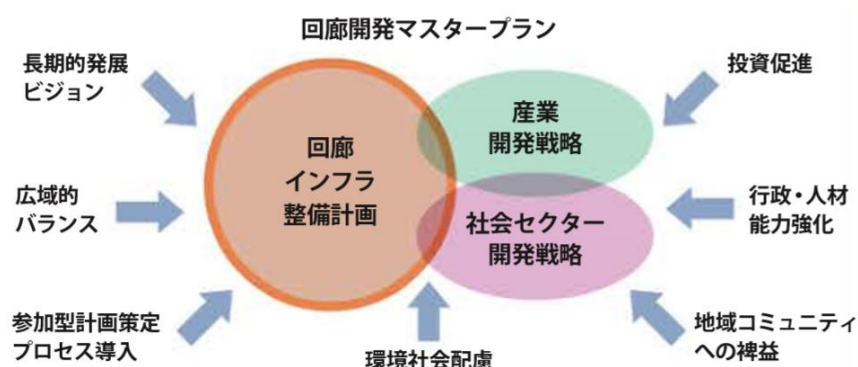 回廊開発マスタープラン
長期的発展
ビジョン
広域的
バランス
参加型計画策定
プロセス導入
回廊
インフラ
整備計画
産業
開発戦略
社会セクター
開発戦略
環境社会配慮
投資促進
行政・人材
能力強化
地域コミュニティ
への裨益